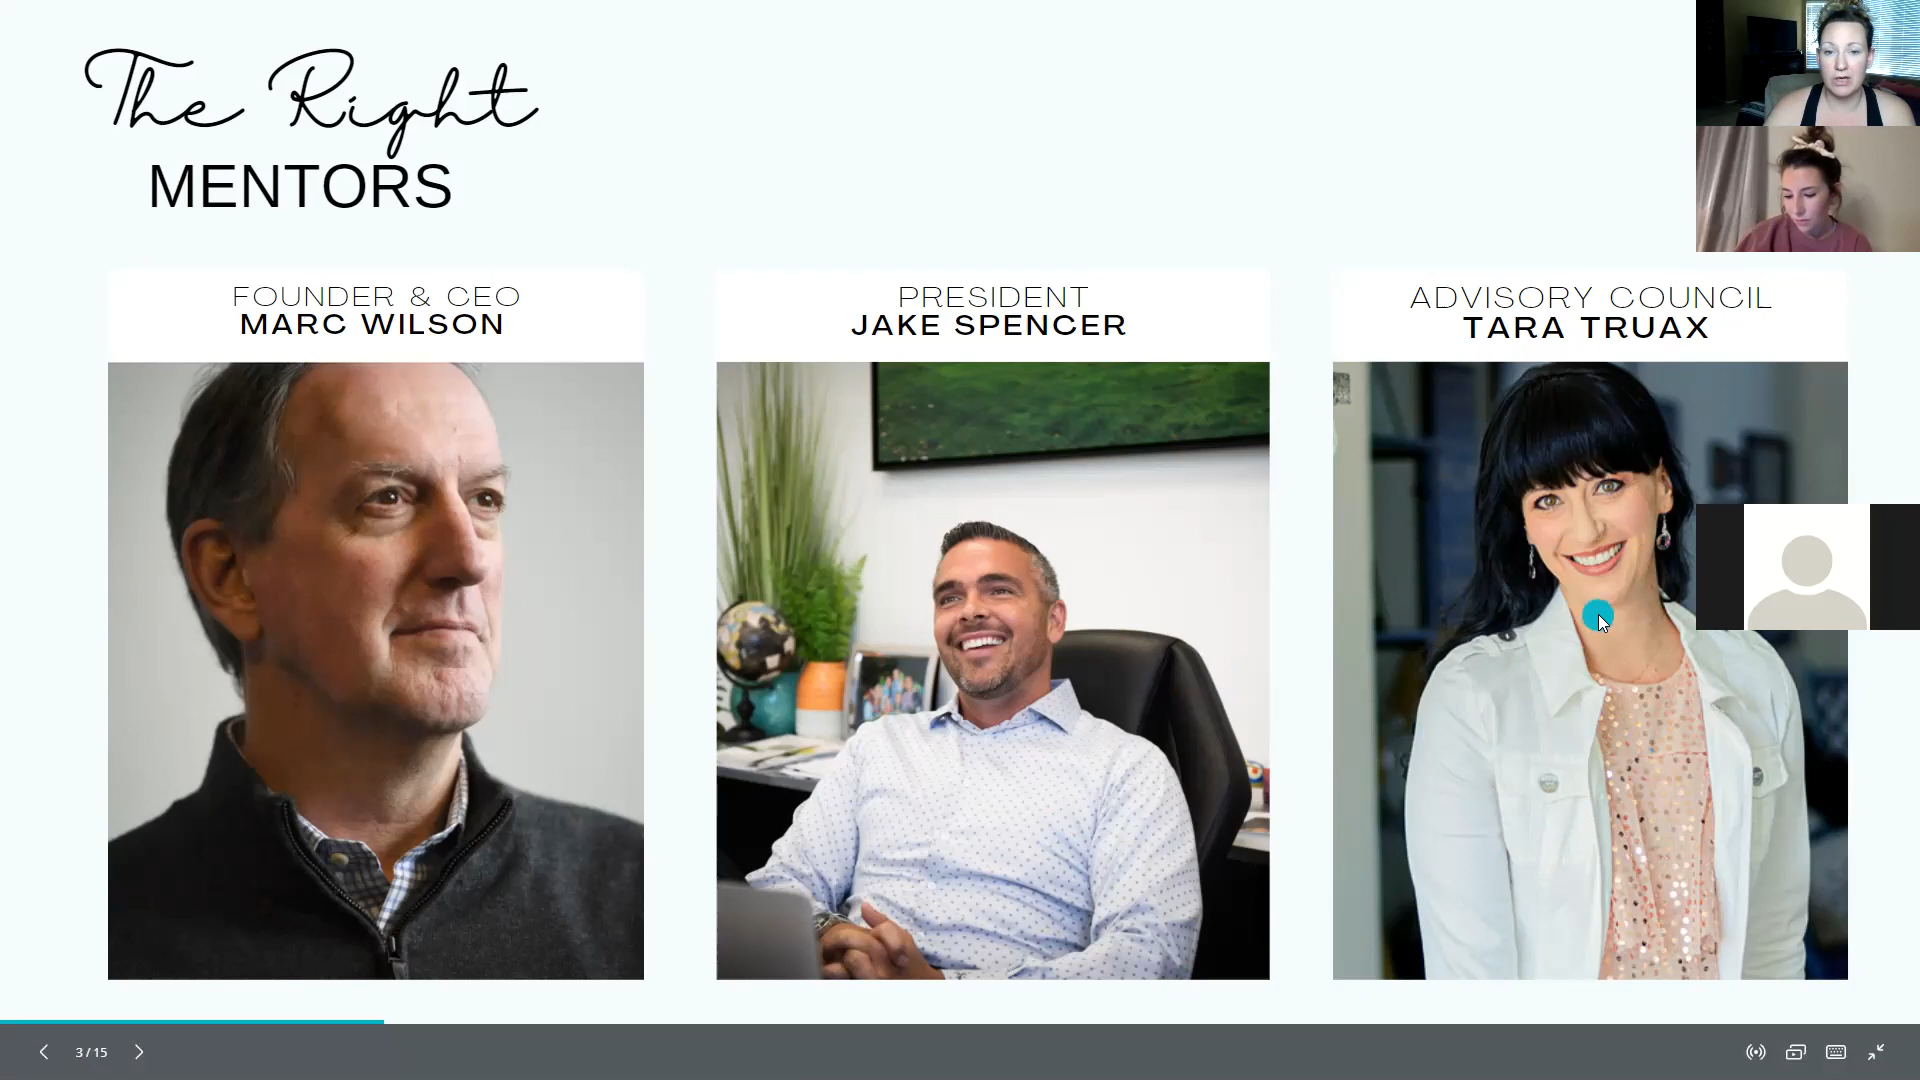 The Right
MENTORS
FOUNDER & CEO
MARC WILSON
PRESIDENT
JAKE SPENCER
ADVISORY COUNCIL
TARA TRUAX
3 / 15